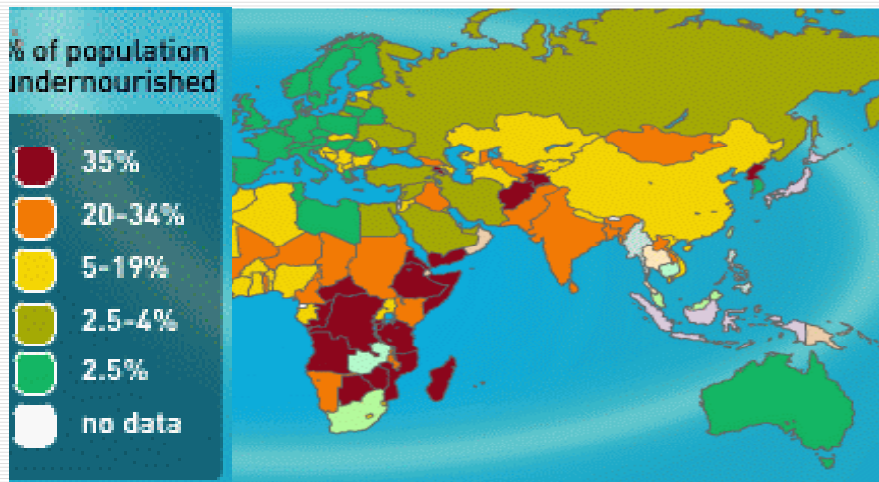 % of population
undernourished
35%
20-34%
5-19%
2.5-4%
2.5%
no data